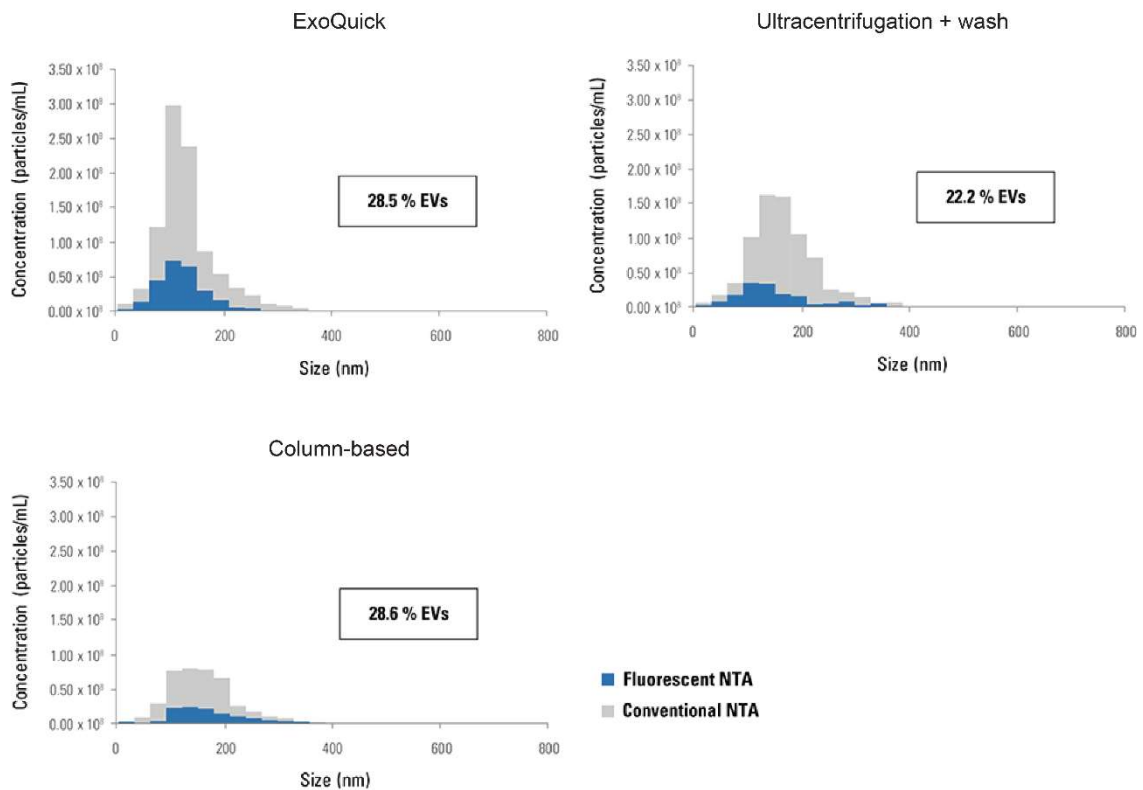 ExoQuick
Concentration (particles/mL)
3.50 x 10⁸
3.00 x 10⁸
2.50 x 10⁸
2.00 x 10⁸
1.50 x 10⁸
1.00 x 10⁸
0.50 x 10⁸
0.00 x 10⁸
28.5 % EVs
0 200 400 600 800
Size (nm)
Ultracentrifugation + wash
Concentration (particles/mL)
3.50 x 10⁸
3.00 x 10⁸
2.50 x 10⁸
2.00 x 10⁸
1.50 x 10⁸
1.00 x 10⁸
0.50 x 10⁸
0.00 x 10⁸
22.2 % EVs
0 200 400 600 800
Size (nm)
Column-based
Concentration (particles/mL)
3.50 x 10⁸
3.00 x 10⁸
2.50 x 10⁸
2.00 x 10⁸
1.50 x 10⁸
1.00 x 10⁸
0.50 x 10⁸
0.00 x 10⁸
28.6 % EVs
0 200 400 600 800
Size (nm)
Fluorescent NTA
Conventional NTA